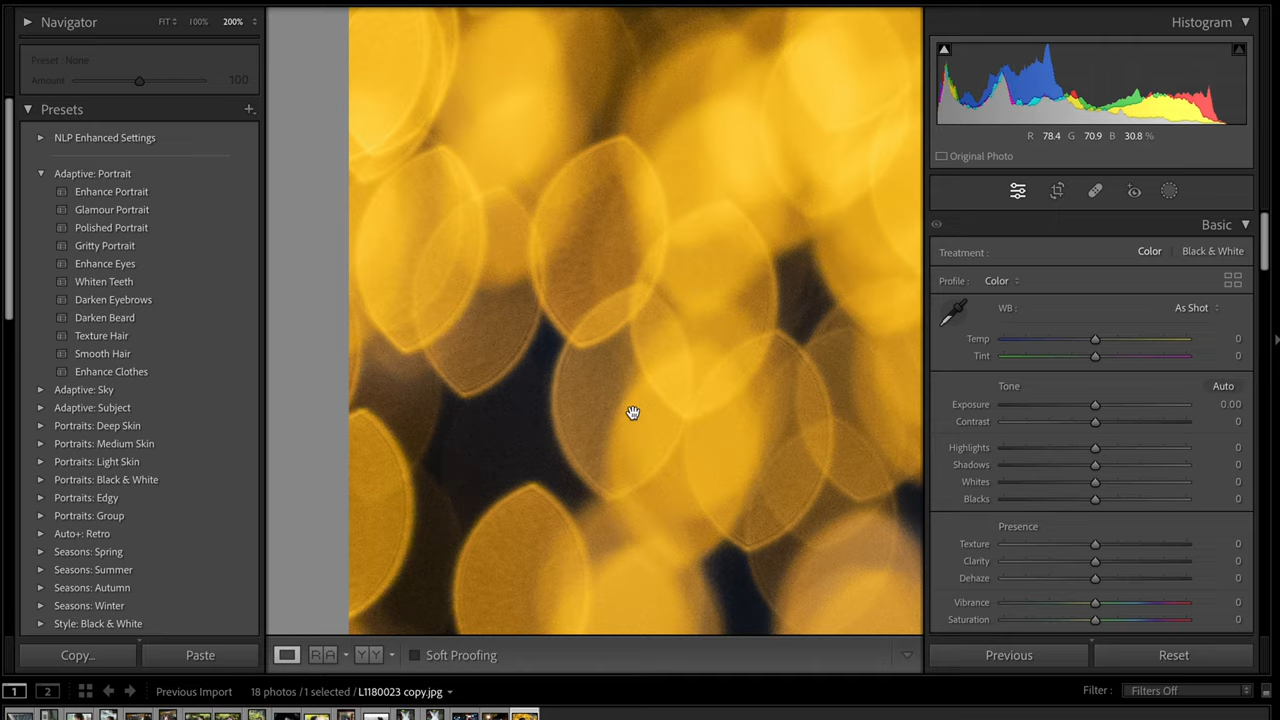 Navigator FIT 100% 200%
Preset: None
Amount 100
Presets
NLP Enhanced Settings
Adaptive: Portrait
Enhance Portrait
Glamour Portrait
Polished Portrait
Gritty Portrait
Enhance Eyes
Whiten Teeth
Darken Eyebrows
Darken Beard
Texture Hair
Smooth Hair
Enhance Clothes
Adaptive: Sky
Adaptive: Subject
Portraits: Deep Skin
Portraits: Medium Skin
Portraits: Light Skin
Portraits: Black & White
Portraits: Edgy
Portraits: Group
Auto+: Retro
Seasons: Spring
Seasons: Summer
Seasons: Autumn
Seasons: Winter
Style: Black & White
Copy... Paste
R A Y Y Soft Proofing
Histogram
R 78.4 G 70.9 B 30.8 %
Original Photo
Basic
Treatment : Color Black & White
Profile : Color
WB : As Shot
Temp 0
Tint 0
Tone Auto
Exposure 0.00
Contrast 0
Highlights 0
Shadows 0
Whites 0
Blacks 0
Presence
Texture 0
Clarity 0
Dehaze 0
Vibrance 0
Saturation 0
Previous Reset
1 2 Previous Import 18 photos / 1 selected / L1180023 copy.jpg Filter : Filters Off